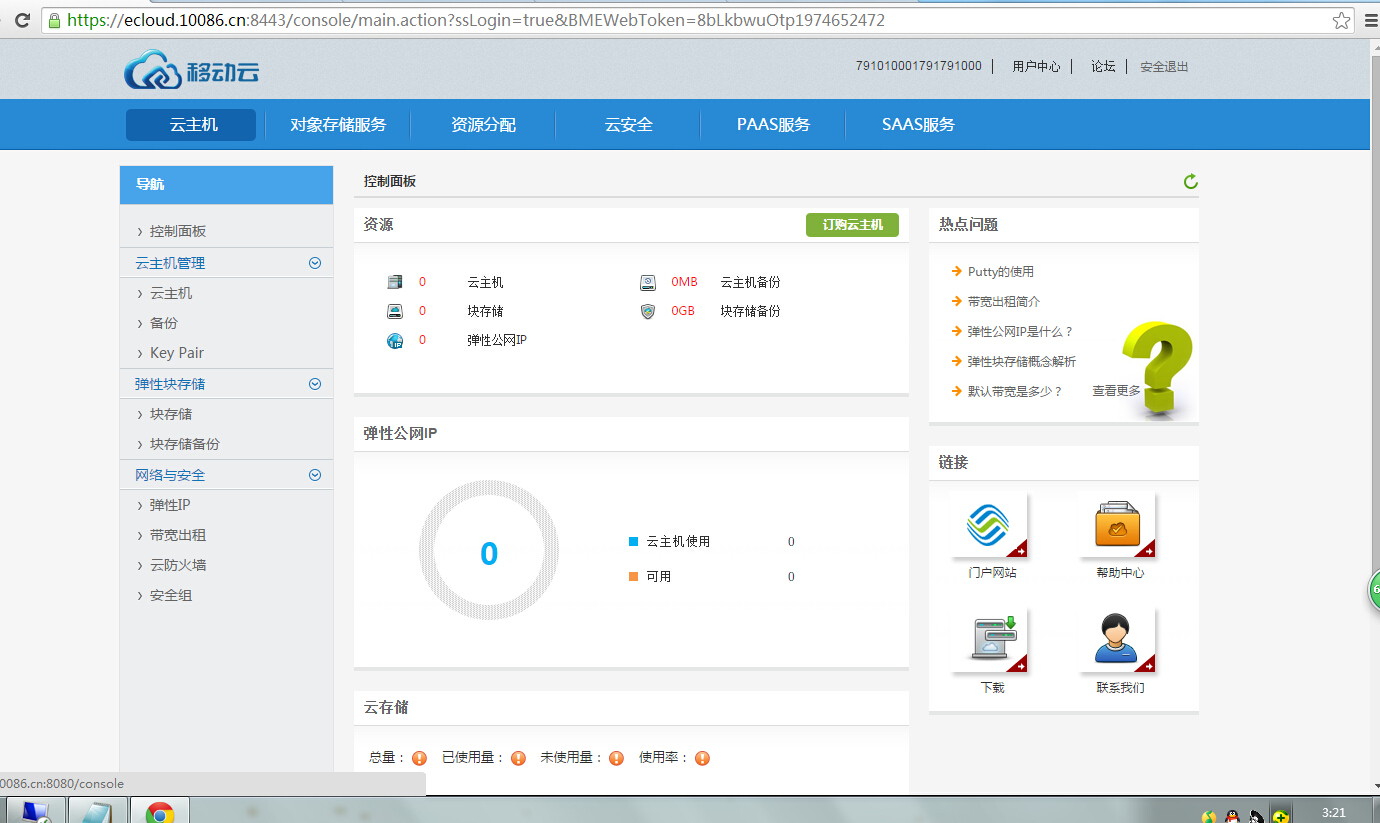 https://ecloud.10086.cn:8443/console/main.action?ssLogin=true&BMEWebToken=8bLkbwuOtp1974652472
移动云
791010001791791000 | 用户中心 | 论坛 | 安全退出
云主机 对象存储服务 资源分配 云安全 PAAS服务 SAAS服务
导航
控制面板
云主机管理
云主机
备份
Key Pair
弹性块存储
块存储
块存储备份
网络与安全
弹性IP
带宽出租
云防火墙
安全组
控制面板
资源 订购云主机
0 云主机 0MB 云主机备份
0 块存储 0GB 块存储备份
0 弹性公网IP
弹性公网IP
0
云主机使用 0
可用 0
云存储
总量： 已使用量： 未使用量： 使用率：
热点问题
Putty的使用
带宽出租简介
弹性公网IP是什么？
弹性块存储概念解析
默认带宽是多少？ 查看更多
链接
门户网站 帮助中心
下载 联系我们
0086.cn:8080/console
3:21